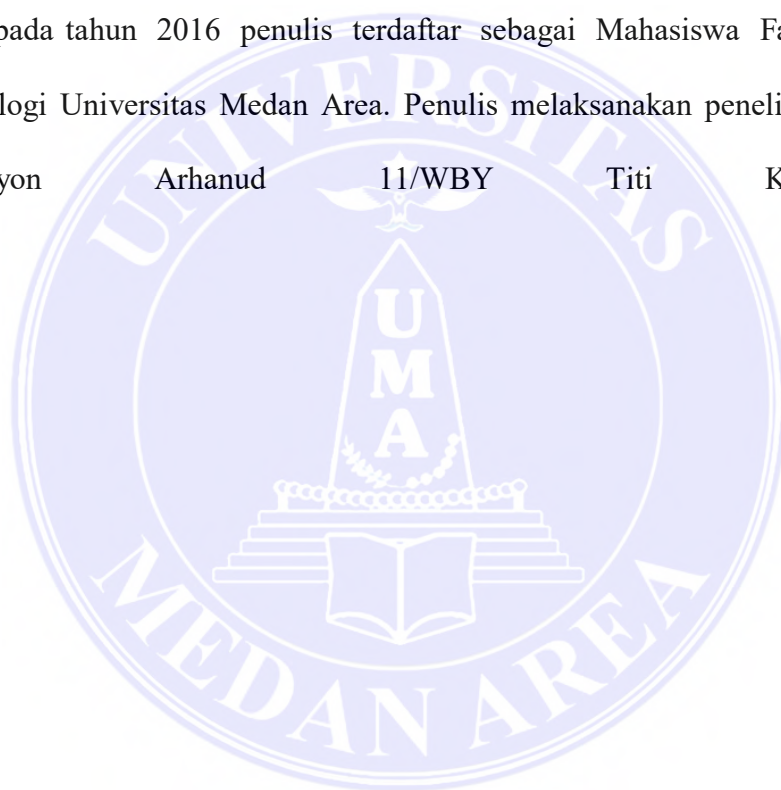 pada tahun 2016 penulis terdaftar sebagai Mahasiswa Fa
logi Universitas Medan Area. Penulis melaksanakan peneli
yon Arhanud 11/WBY Titi K
UNIVERSITAS
U
M
A
MEDAN AREA